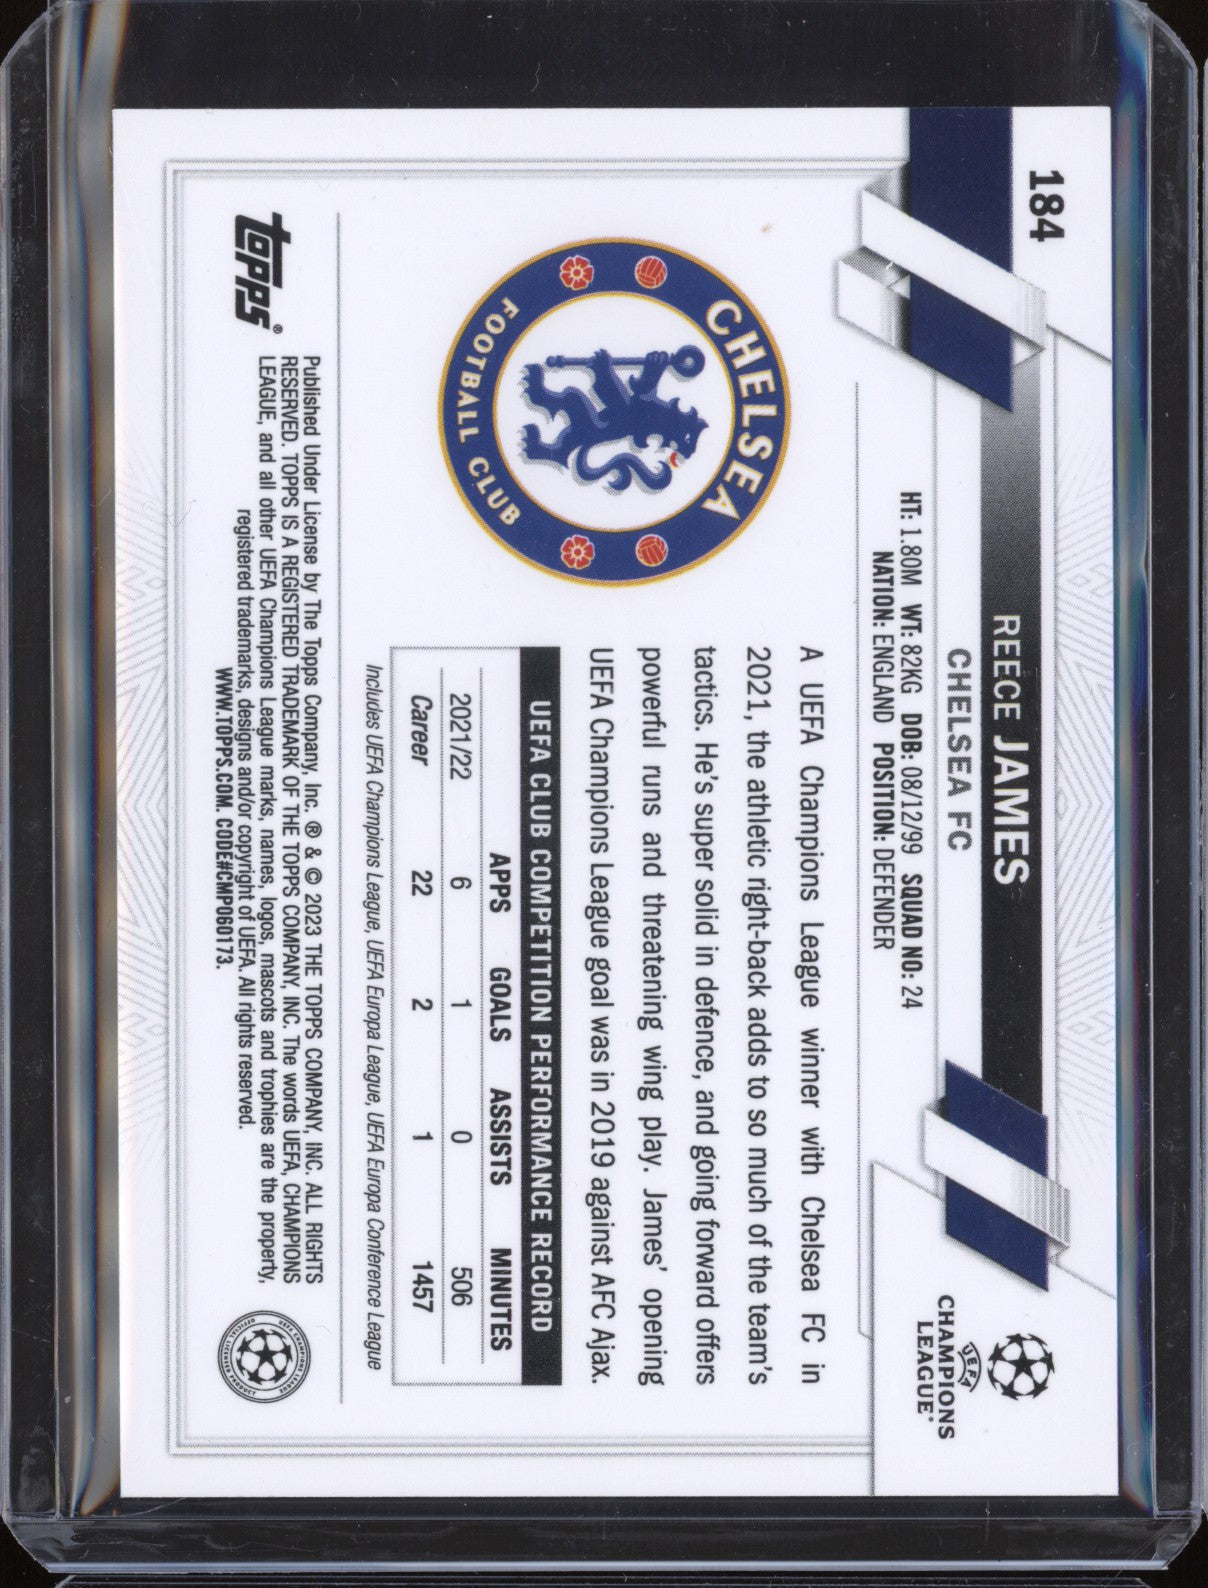 184
REECE JAMES
CHELSEA FC
HT: 1.80M WT: 82KG DOB: 08/12/99 SQUAD NO: 24
NATION: ENGLAND POSITION: DEFENDER
UEFA
CHAMPIONS
LEAGUE®
CHELSEA
FOOTBALL CLUB
A UEFA Champions League winner with Chelsea FC in
2021, the athletic right-back adds to so much of the team's
tactics. He's super solid in defence, and going forward offers
powerful runs and threatening wing play. James' opening
UEFA Champions League goal was in 2019 against AFC Ajax.
UEFA CLUB COMPETITION PERFORMANCE RECORD
APPS GOALS ASSISTS MINUTES
2021/22 6 1 0 506
Career 22 2 1 1457
Includes UEFA Champions League, UEFA Europa League, UEFA Europa Conference League
topps®
Published Under License by The Topps Company, Inc. ® & © 2023 THE TOPPS COMPANY, INC. ALL RIGHTS
RESERVED. TOPPS IS A REGISTERED TRADEMARK OF THE TOPPS COMPANY, INC. The words UEFA, CHAMPIONS
LEAGUE, and all other UEFA Champions League marks, names, logos, mascots and trophies are the property,
registered trademarks, designs and/or copyright of UEFA. All rights reserved.
WWW.TOPPS.COM. CODE#CMP060173.
UEFA CHAMPIONS LEAGUE
OFFICIAL LICENSED PRODUCT